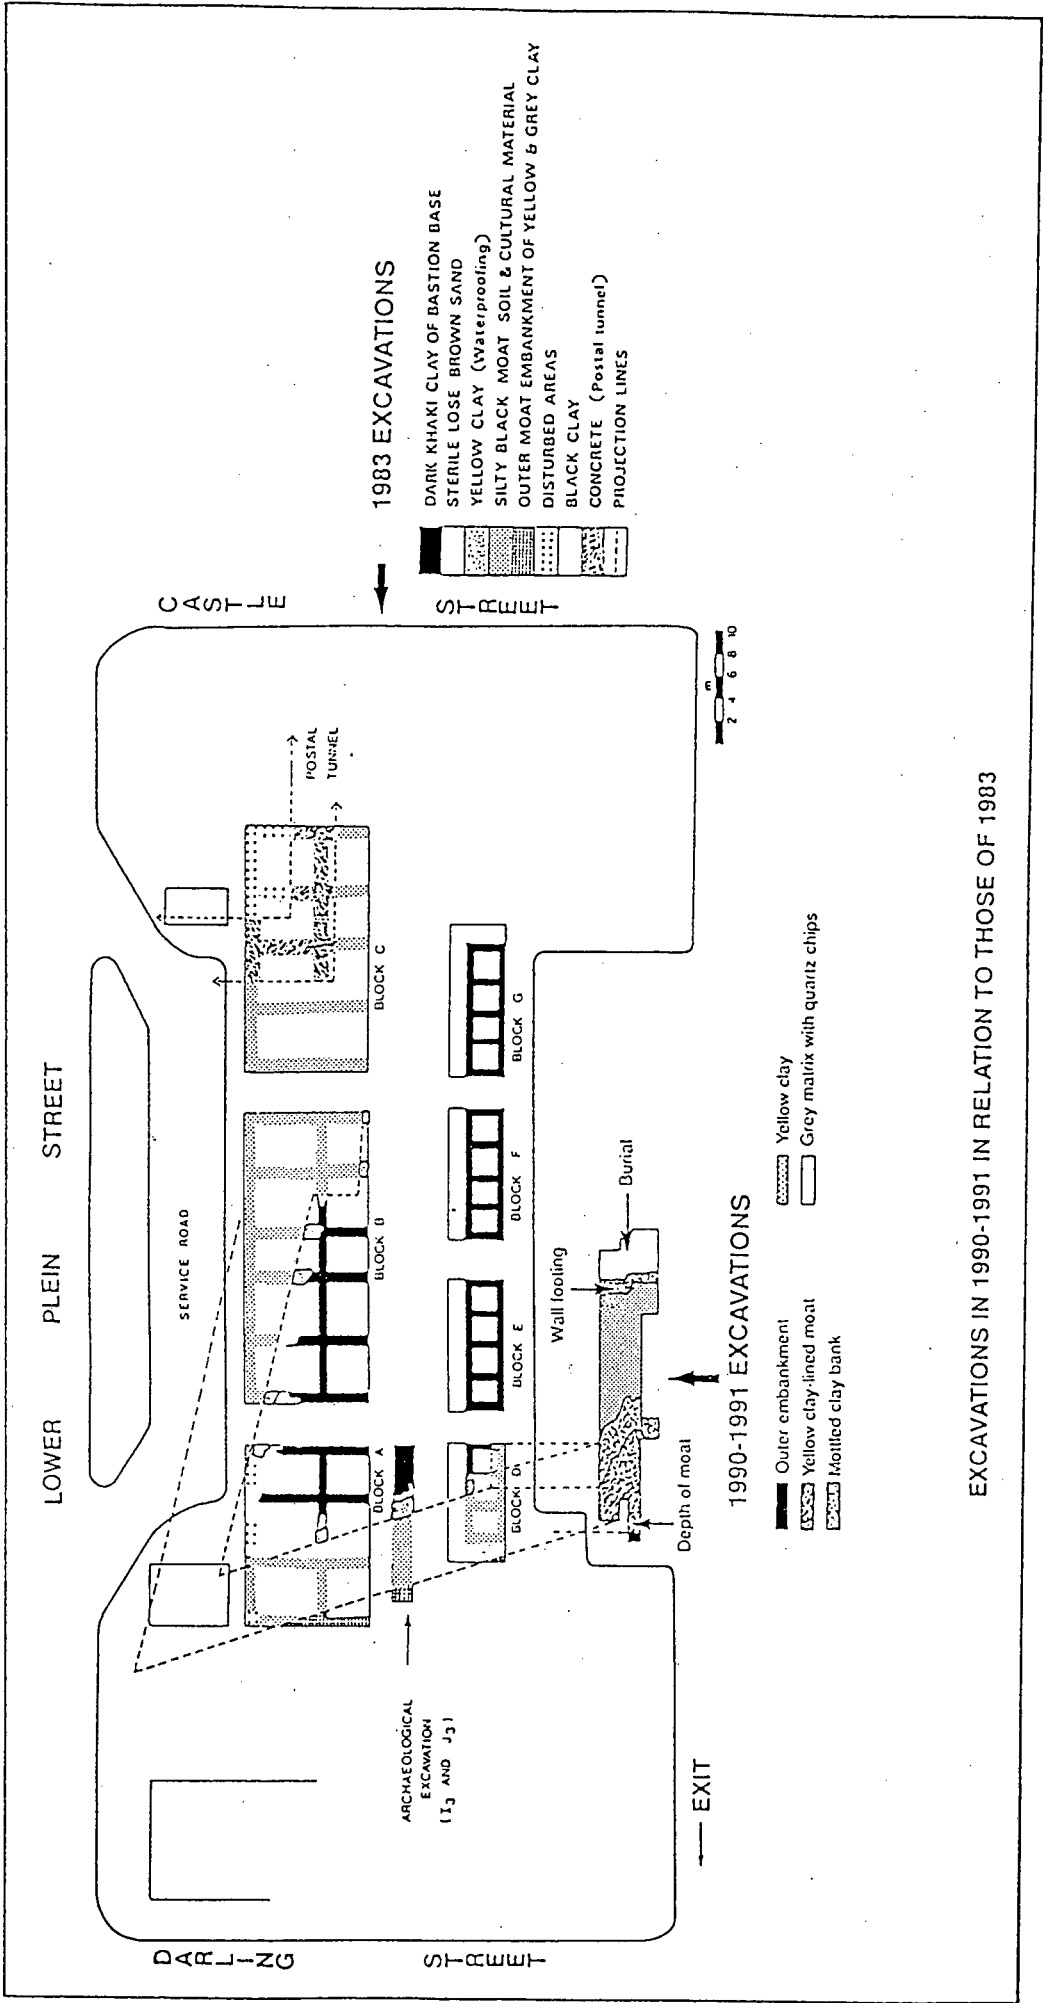 LOWER PLEIN STREET
SERVICE ROAD
DARLING
STREET
CASTLE
STREET
POSTAL
TUNNEL
BLOCK A
BLOCK B
BLOCK C
BLOCK D
BLOCK E
BLOCK F
BLOCK G
ARCHAEOLOGICAL
EXCAVATION
(I3 AND J3)
← EXIT
1983 EXCAVATIONS
DARK KHAKI CLAY OF BASTION BASE
STERILE LOSE BROWN SAND
YELLOW CLAY (Waterproofing)
SILTY BLACK MOAT SOIL & CULTURAL MATERIAL
OUTER MOAT EMBANKMENT OF YELLOW & GREY CLAY
DISTURBED AREAS
BLACK CLAY
CONCRETE (Postal tunnel)
PROJECTION LINES
m
2 4 6 8 10
Wall footing
Burial
Depth of moat
1990-1991 EXCAVATIONS
Outer embankment
Yellow clay-lined moat
Mottled clay bank
Yellow clay
Grey matrix with quartz chips
EXCAVATIONS IN 1990-1991 IN RELATION TO THOSE OF 1983